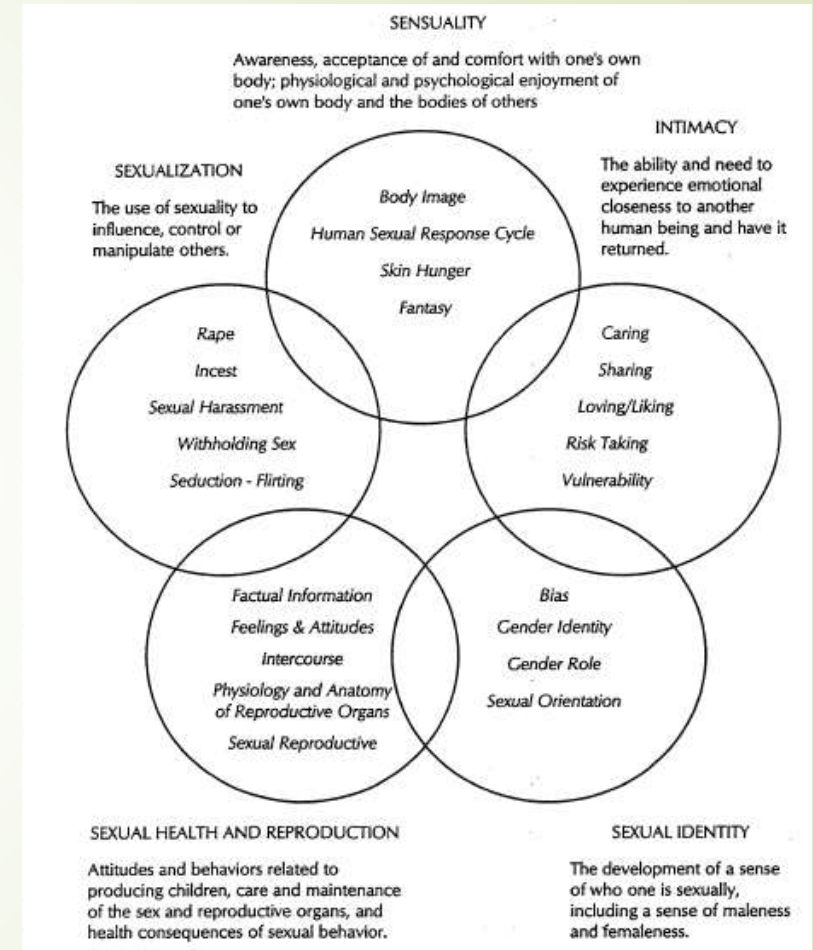 SENSUALITY
Awareness, acceptance of and comfort with one's own
body; physiological and psychological enjoyment of
one's own body and the bodies of others
INTIMACY
The ability and need to
experience emotional
closeness to another
human being and have it
returned.
SEXUALIZATION
The use of sexuality to
influence, control or
manipulate others.
Body Image
Human Sexual Response Cycle
Skin Hunger
Fantasy
Rape
Incest
Sexual Harassment
Withholding Sex
Seduction - Flirting
Caring
Sharing
Loving/Liking
Risk Taking
Vulnerability
Factual Information
Feelings & Attitudes
Intercourse
Physiology and Anatomy
of Reproductive Organs
Sexual Reproductive
Bias
Gender Identity
Gender Role
Sexual Orientation
SEXUAL HEALTH AND REPRODUCTION
Attitudes and behaviors related to
producing children, care and maintenance
of the sex and reproductive organs, and
health consequences of sexual behavior.
SEXUAL IDENTITY
The development of a sense
of who one is sexually,
including a sense of maleness
and femaleness.